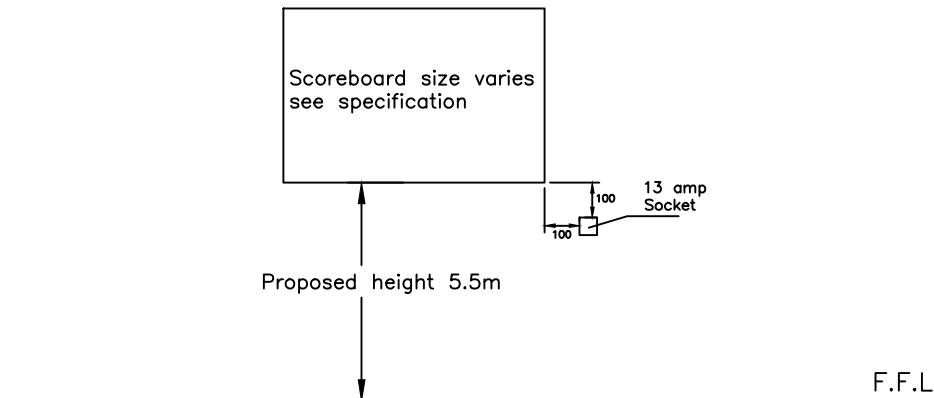 Scoreboard size varies
see specification
13 amp
Socket
100
100
Proposed height 5.5m
F.F.L